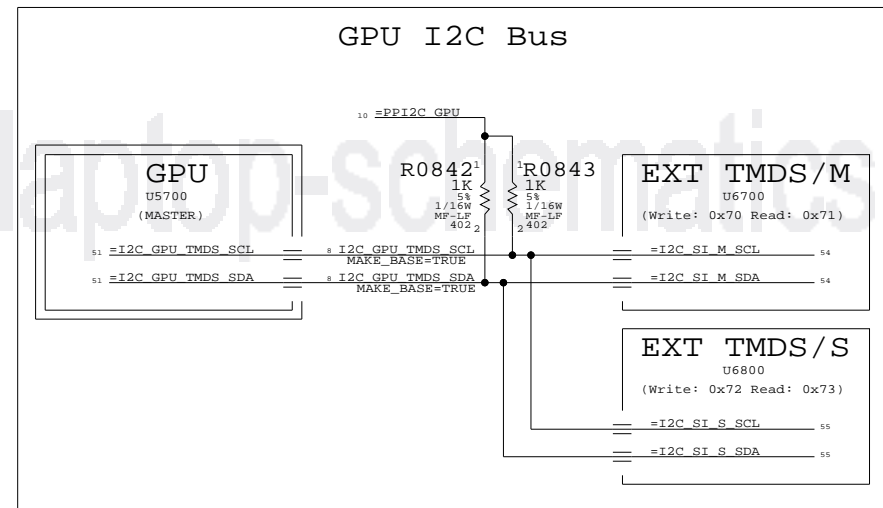 GPU I2C Bus
10 =PPI2C_GPU
laptop-schematics
GPU
U5700
(MASTER)
R0842 1
1K
5%
1/16W
MF-LF
402 2
1 R0843
1K
5%
1/16W
MF-LF
2 402
EXT TMDS/M
U6700
(Write: 0x70 Read: 0x71)
51 =I2C_GPU_TMDS_SCL
8 I2C_GPU_TMDS_SCL
MAKE_BASE=TRUE
=I2C_SI_M_SCL 54
51 =I2C_GPU_TMDS_SDA
8 I2C_GPU_TMDS_SDA
MAKE_BASE=TRUE
=I2C_SI_M_SDA 54
EXT TMDS/S
U6800
(Write: 0x72 Read: 0x73)
=I2C_SI_S_SCL 55
=I2C_SI_S_SDA 55